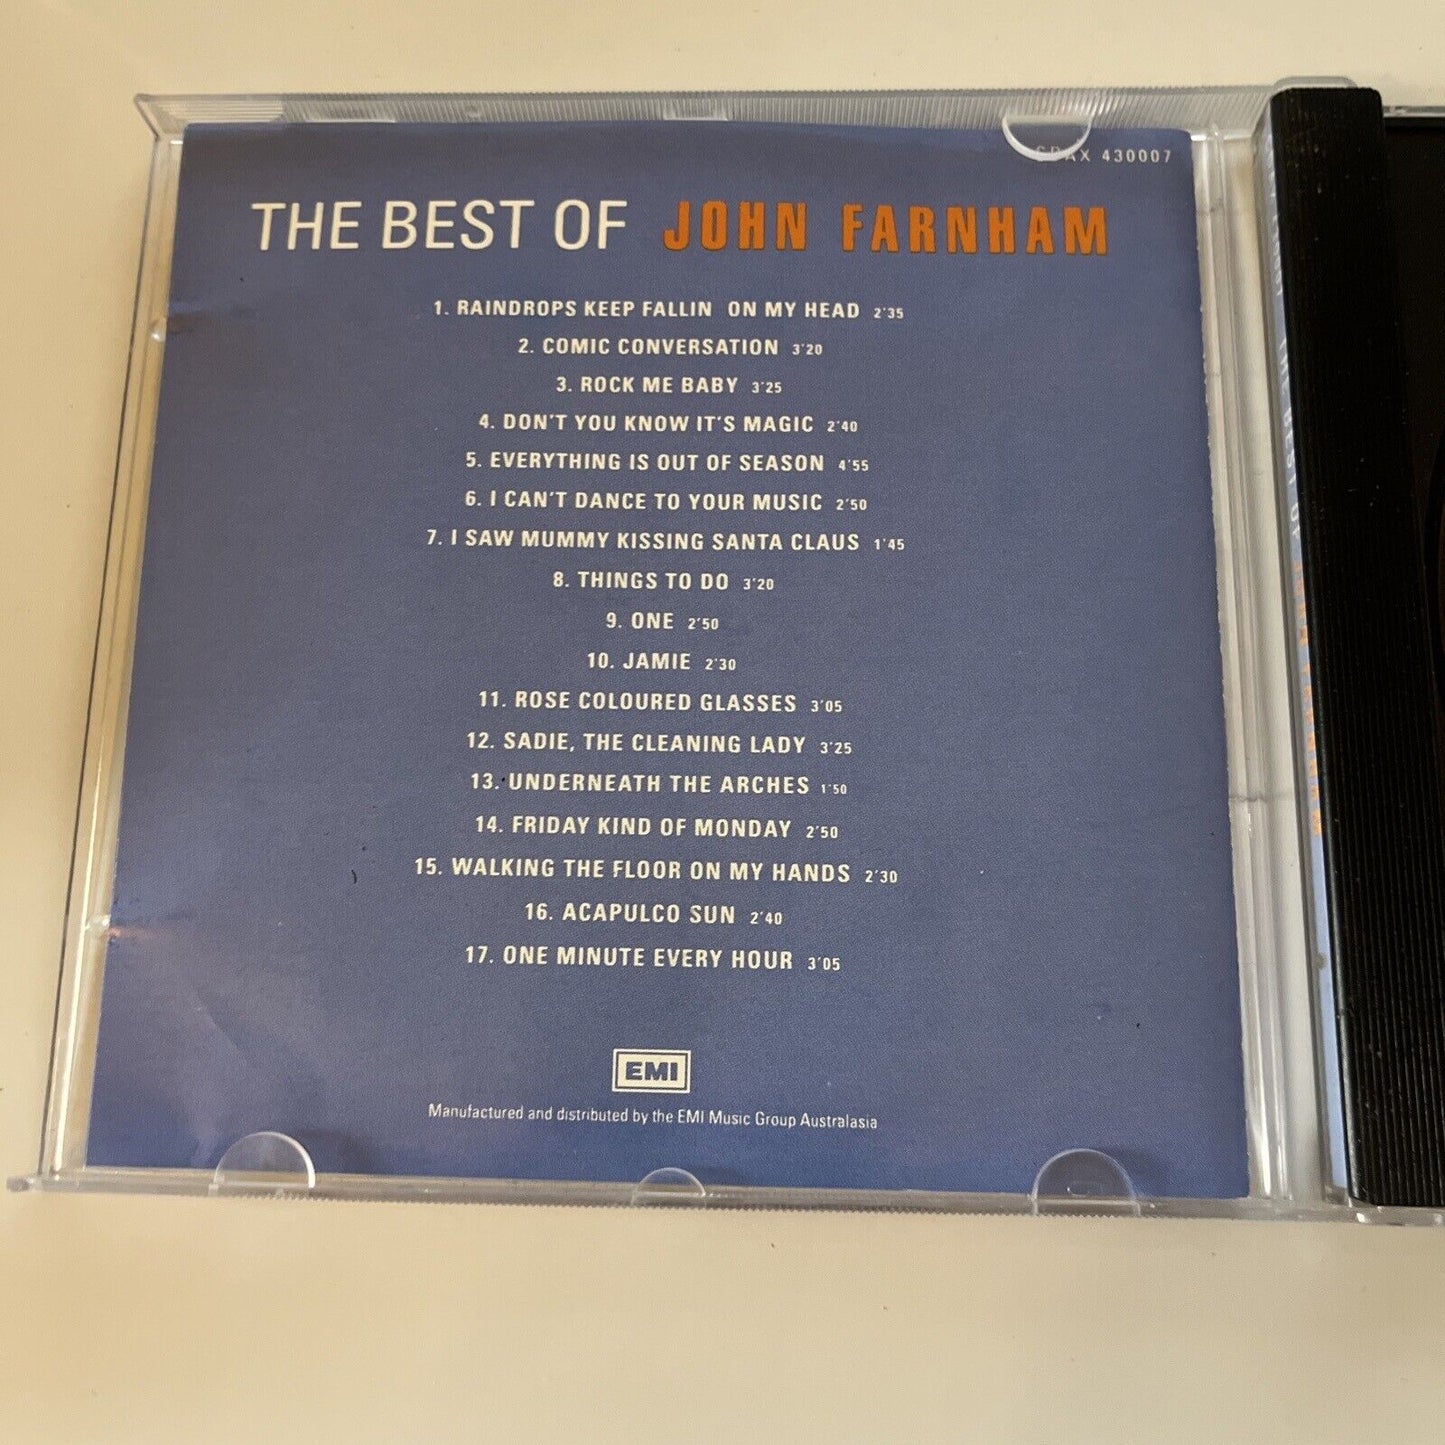 CDAX 430007
THE BEST OF JOHN FARNHAM
1. RAINDROPS KEEP FALLIN ON MY HEAD 2'35
2. COMIC CONVERSATION 3'20
3. ROCK ME BABY 3'25
4. DON'T YOU KNOW IT'S MAGIC 2'40
5. EVERYTHING IS OUT OF SEASON 4'55
6. I CAN'T DANCE TO YOUR MUSIC 2'50
7. I SAW MUMMY KISSING SANTA CLAUS 1'45
8. THINGS TO DO 3'20
9. ONE 2'50
10. JAMIE 2'30
11. ROSE COLOURED GLASSES 3'05
12. SADIE, THE CLEANING LADY 3'25
13. UNDERNEATH THE ARCHES 1'50
14. FRIDAY KIND OF MONDAY 2'50
15. WALKING THE FLOOR ON MY HANDS 2'30
16. ACAPULCO SUN 2'40
17. ONE MINUTE EVERY HOUR 3'05
EMI
Manufactured and distributed by the EMI Music Group Australasia